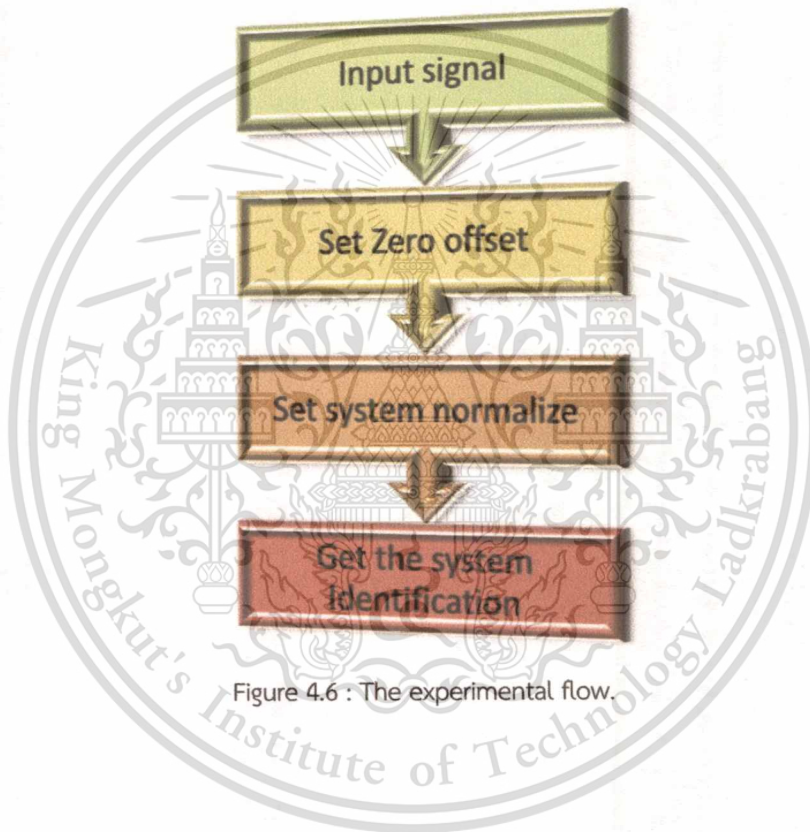 Input signal
Set Zero offset
Set system normalize
Get the system
Identification
Figure 4.6 : The experimental flow.
King Mongkut's Institute of Technology Ladkrabang